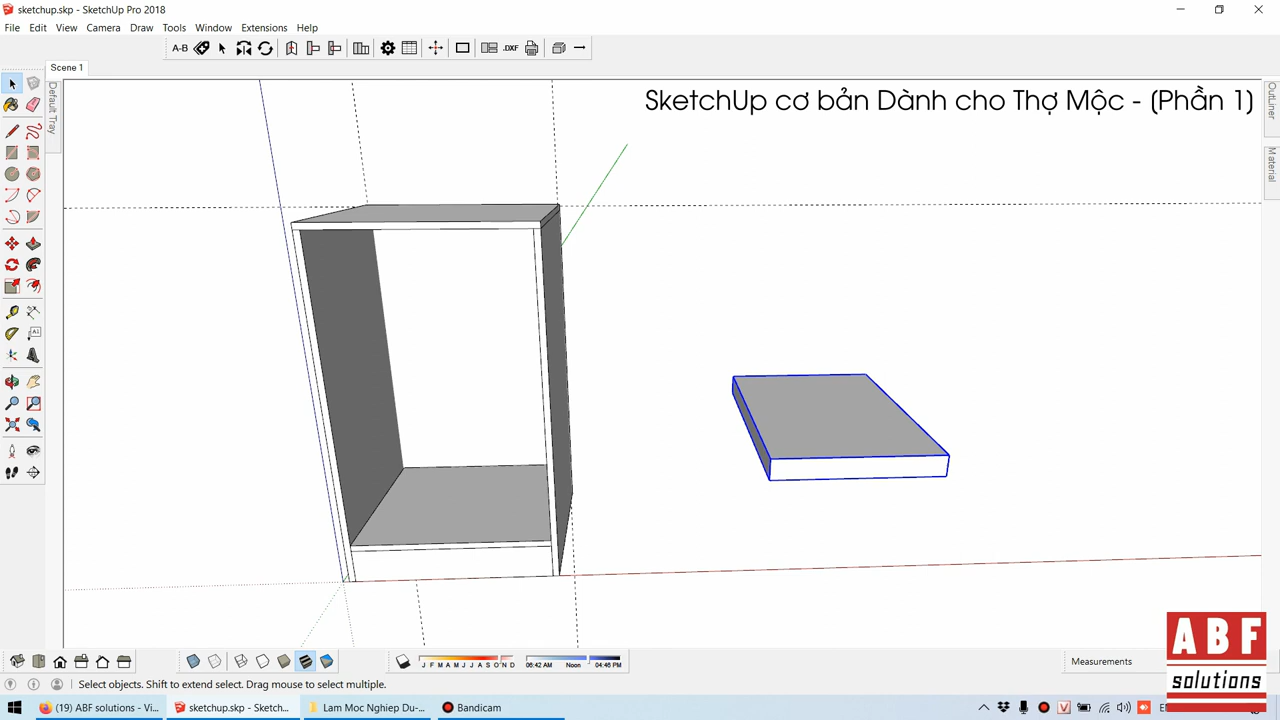 sketchup.skp - SketchUp Pro 2018
File Edit View Camera Draw Tools Window Extensions Help
A-B
.DXF
Scene 1
Default Tray
OutLiner
Material
SketchUp cơ bản Dành cho Thợ Mộc - (Phần 1)
A1
J F M A M J J A S O N D
06:42 AM Noon 04:46 PM
Measurements
Select objects. Shift to extend select. Drag mouse to select multiple.
ABF
solutions
(19) ABF solutions - Vi...
sketchup.skp - Sketch...
Lam Moc Nghiep Du-...
Bandicam